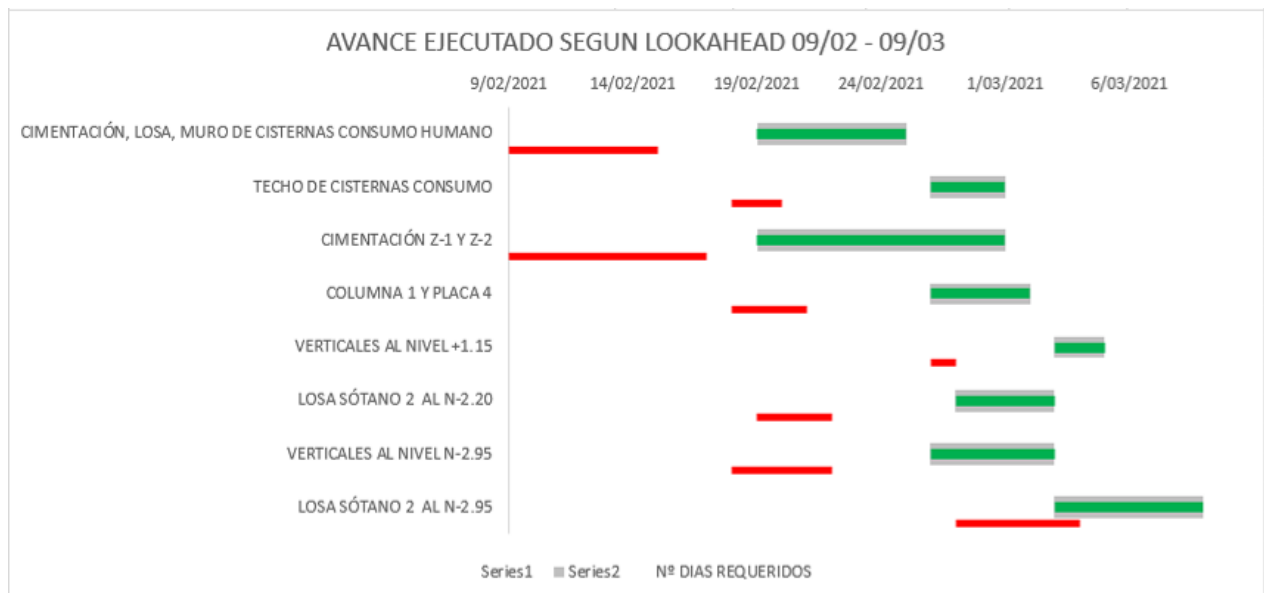 AVANCE EJECUTADO SEGUN LOOKAHEAD 09/02 - 09/03
9/02/2021 14/02/2021 19/02/2021 24/02/2021 1/03/2021 6/03/2021
CIMENTACIÓN, LOSA, MURO DE CISTERNAS CONSUMO HUMANO
TECHO DE CISTERNAS CONSUMO
CIMENTACIÓN Z-1 Y Z-2
COLUMNA 1 Y PLACA 4
VERTICALES AL NIVEL +1.15
LOSA SÓTANO 2 AL N-2.20
VERTICALES AL NIVEL N-2.95
LOSA SÓTANO 2 AL N-2.95
Series1 Series2 Nº DIAS REQUERIDOS